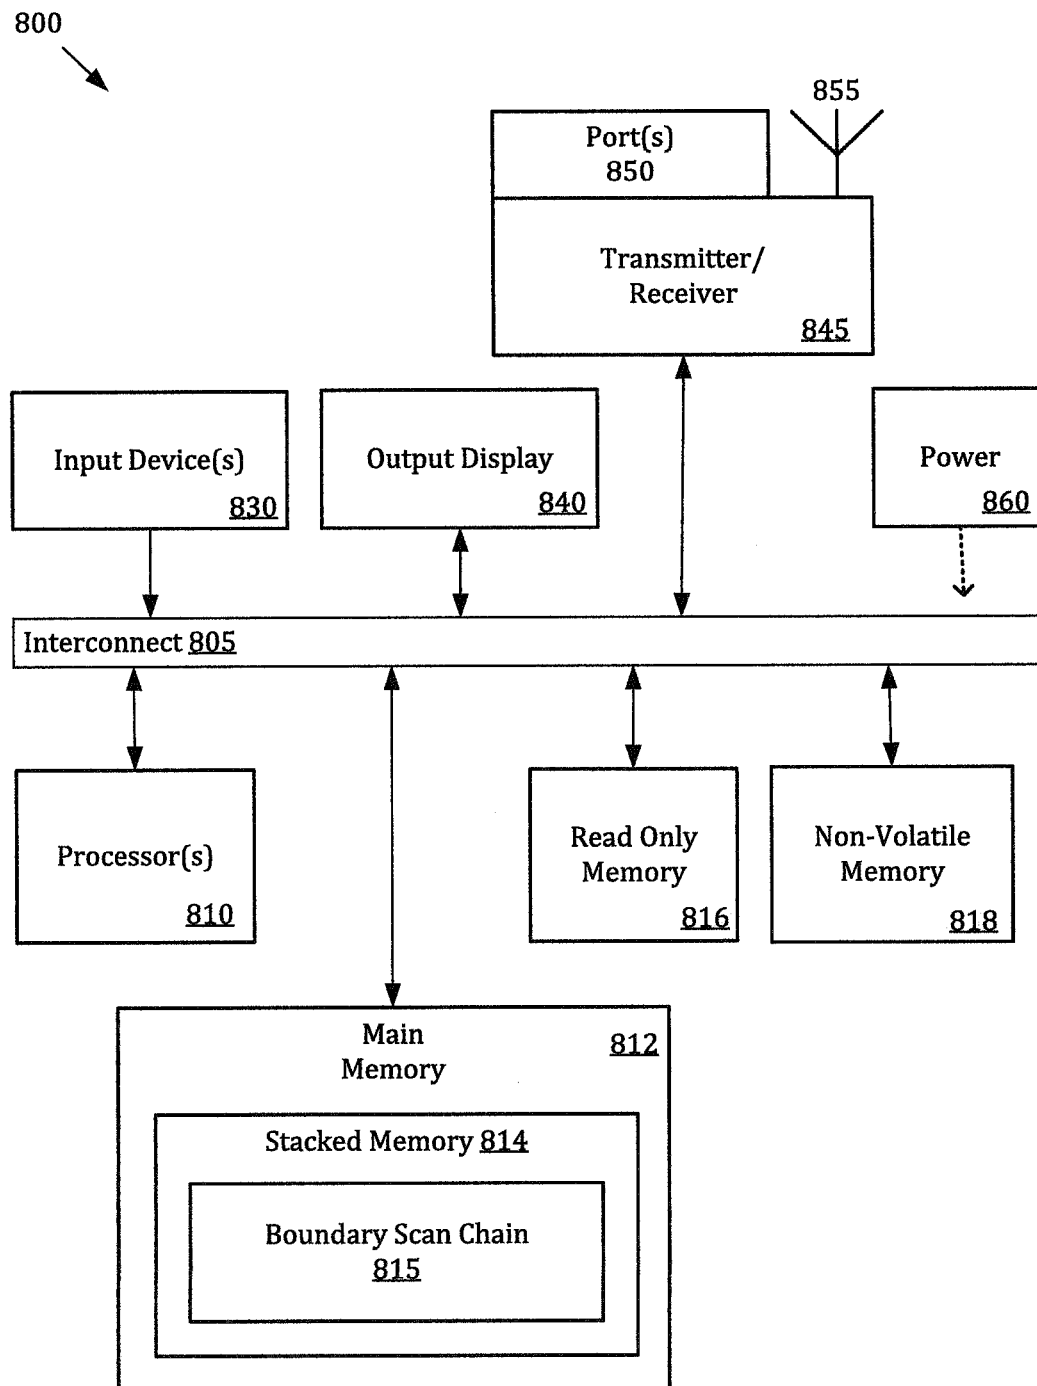 800
855
Port(s)
850
Transmitter/
Receiver
845
Input Device(s)
830
Output Display
840
Power
860
Interconnect 805
Processor(s)
810
Read Only
Memory
816
Non-Volatile
Memory
818
Main
Memory
812
Stacked Memory 814
Boundary Scan Chain
815